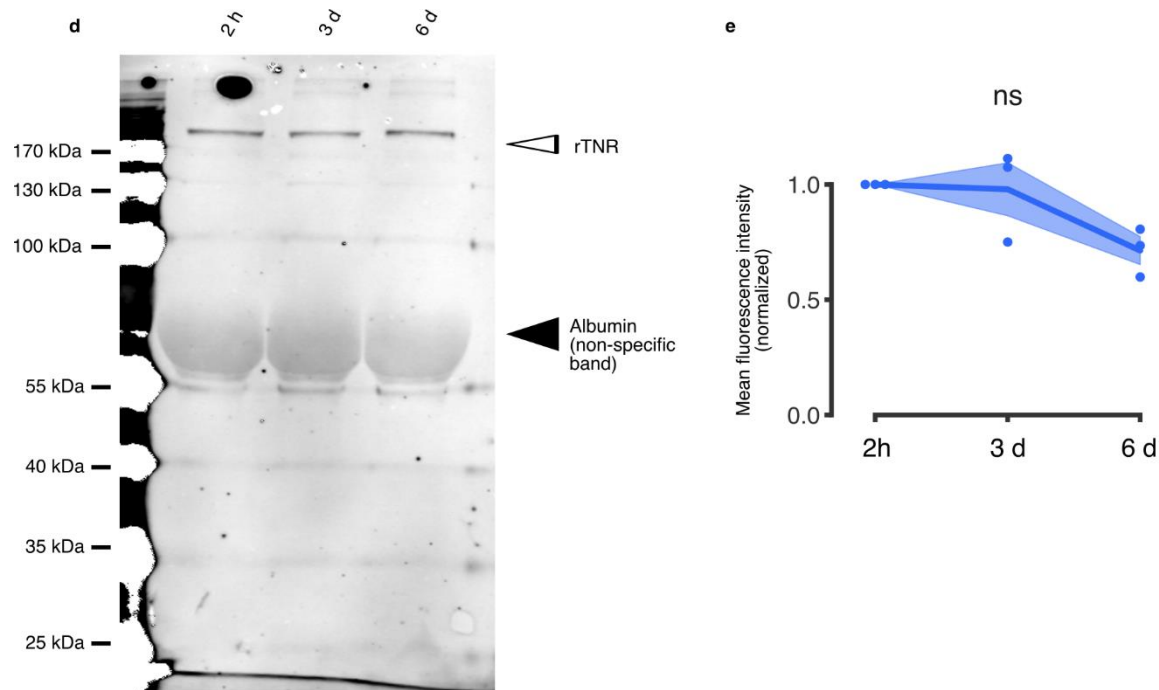 d
2 h
3 d
6 d
170 kDa
130 kDa
100 kDa
55 kDa
40 kDa
35 kDa
25 kDa
rTNR
Albumin
(non-specific
band)
e
ns
Mean fluorescence intensity
(normalized)
1.0
0.5
0.0
2h
3 d
6 d